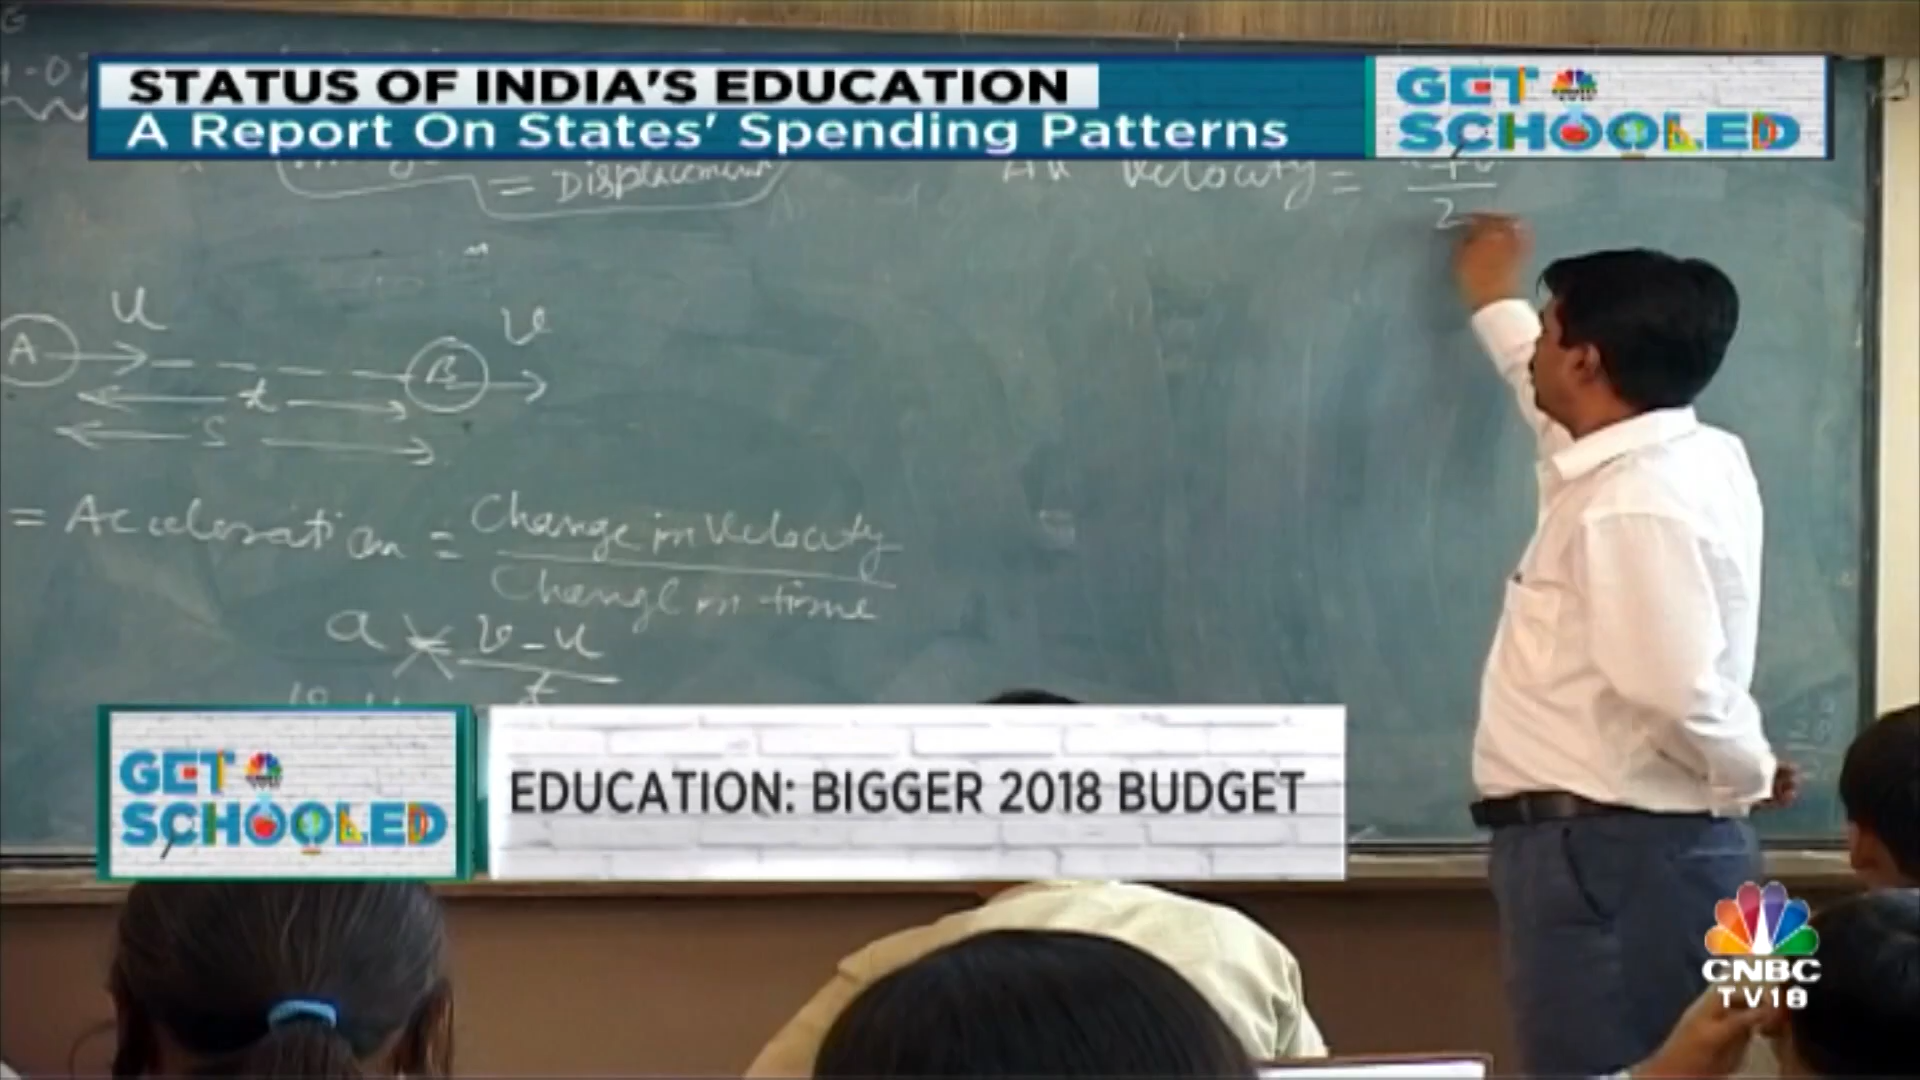 STATUS OF INDIA'S EDUCATION
A Report On States' Spending Patterns
GET
SCHOOLED
= Displacement
Velocity =
2
u
v
A
B
t
S
= Acceleration = Change in Velocity
Change in time
a = v-u
t
GET
SCHOOLED
EDUCATION: BIGGER 2018 BUDGET
CNBC
TV18